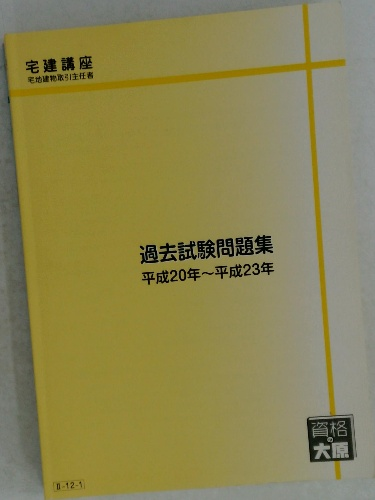 宅建講座
宅地建物取引主任者
過去試験問題集
平成20年～平成23年
資格
の
大原
Ⅱ-12-1